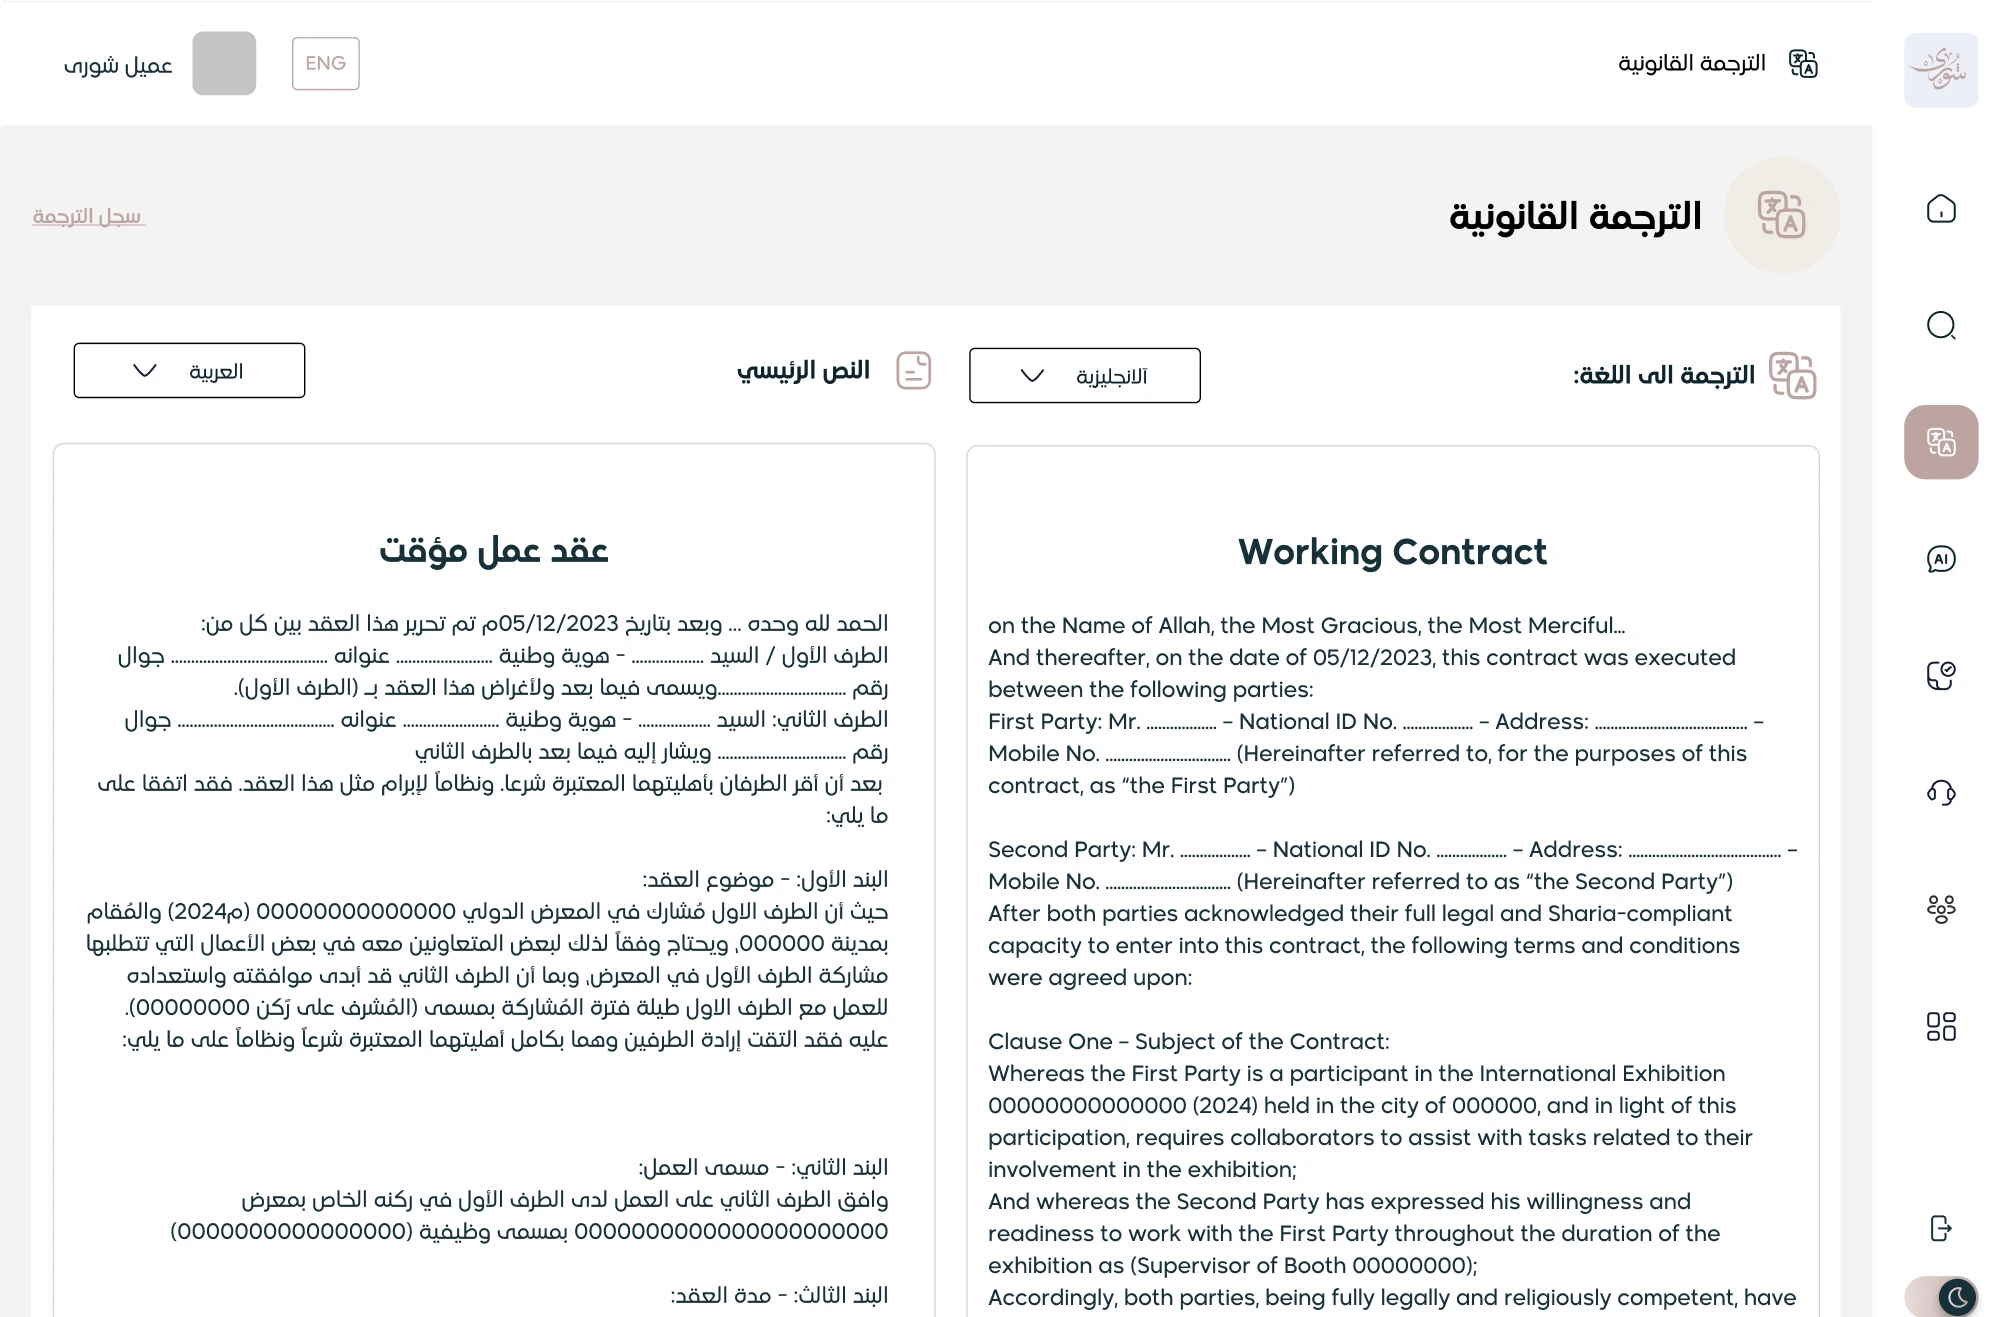 شورى
الترجمة القانونية
ENG
عميل شورى
الترجمة القانونية
سجل الترجمة
الترجمة الى اللغة:
آلانجليزية
النص الرئيسي
العربية
Working Contract
on the Name of Allah, the Most Gracious, the Most Merciful...
And thereafter, on the date of 05/12/2023, this contract was executed
between the following parties:
First Party: Mr. .................. – National ID No. .................. – Address: ....................................... –
Mobile No. ................................ (Hereinafter referred to, for the purposes of this
contract, as “the First Party”)
Second Party: Mr. .................. – National ID No. .................. – Address: ....................................... –
Mobile No. ................................ (Hereinafter referred to as “the Second Party”)
After both parties acknowledged their full legal and Sharia-compliant
capacity to enter into this contract, the following terms and conditions
were agreed upon:
Clause One – Subject of the Contract:
Whereas the First Party is a participant in the International Exhibition
00000000000000 (2024) held in the city of 000000, and in light of this
participation, requires collaborators to assist with tasks related to their
involvement in the exhibition;
And whereas the Second Party has expressed his willingness and
readiness to work with the First Party throughout the duration of the
exhibition as (Supervisor of Booth 00000000);
Accordingly, both parties, being fully legally and religiously competent, have
عقد عمل مؤقت
الحمد لله وحده ... وبعد بتاريخ 05/12/2023م تم تحرير هذا العقد بين كل من:
الطرف الأول / السيد .................. - هوية وطنية ........................ عنوانه ....................................... جوال
رقم ................................ويسمى فيما بعد ولأغراض هذا العقد بـ (الطرف الأول).
الطرف الثاني: السيد .................. - هوية وطنية ........................ عنوانه ....................................... جوال
رقم ................................ ويشار إليه فيما بعد بالطرف الثاني
بعد أن أقر الطرفان بأهليتهما المعتبرة شرعا. ونظاماً لإبرام مثل هذا العقد. فقد اتفقا على
ما يلي:
البند الأول: - موضوع العقد:
حيث أن الطرف الاول مُشارك في المعرض الدولي 00000000000000 (2024م) والمُقام
بمدينة 000000, ويحتاج وفقاً لذلك لبعض المتعاونين معه في بعض الأعمال التي تتطلبها
مشاركة الطرف الأول في المعرض, وبما أن الطرف الثاني قد أبدى موافقته واستعداده
للعمل مع الطرف الاول طيلة فترة المُشاركة بمسمى (المُشرف على رَكن 00000000).
عليه فقد التقت إرادة الطرفين وهما بكامل أهليتهما المعتبرة شرعاً ونظاماً على ما يلي:
البند الثاني: - مسمى العمل:
وافق الطرف الثاني على العمل لدى الطرف الأول في ركنه الخاص بمعرض
0000000000000000000000 بمسمى وظيفية (0000000000000000)
البند الثالث: - مدة العقد:
AI